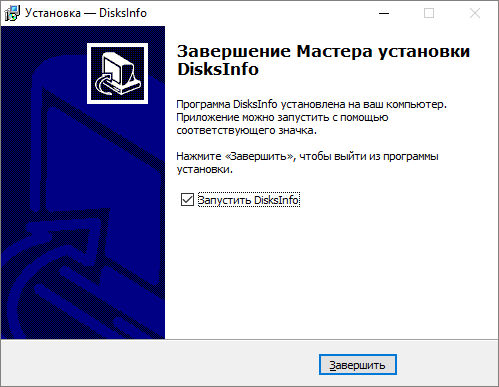 Установка — DisksInfo
Завершение Мастера установки
DisksInfo
Программа DisksInfo установлена на ваш компьютер.
Приложение можно запустить с помощью
соответствующего значка.
Нажмите «Завершить», чтобы выйти из программы
установки.
Запустить DisksInfo
Завершить